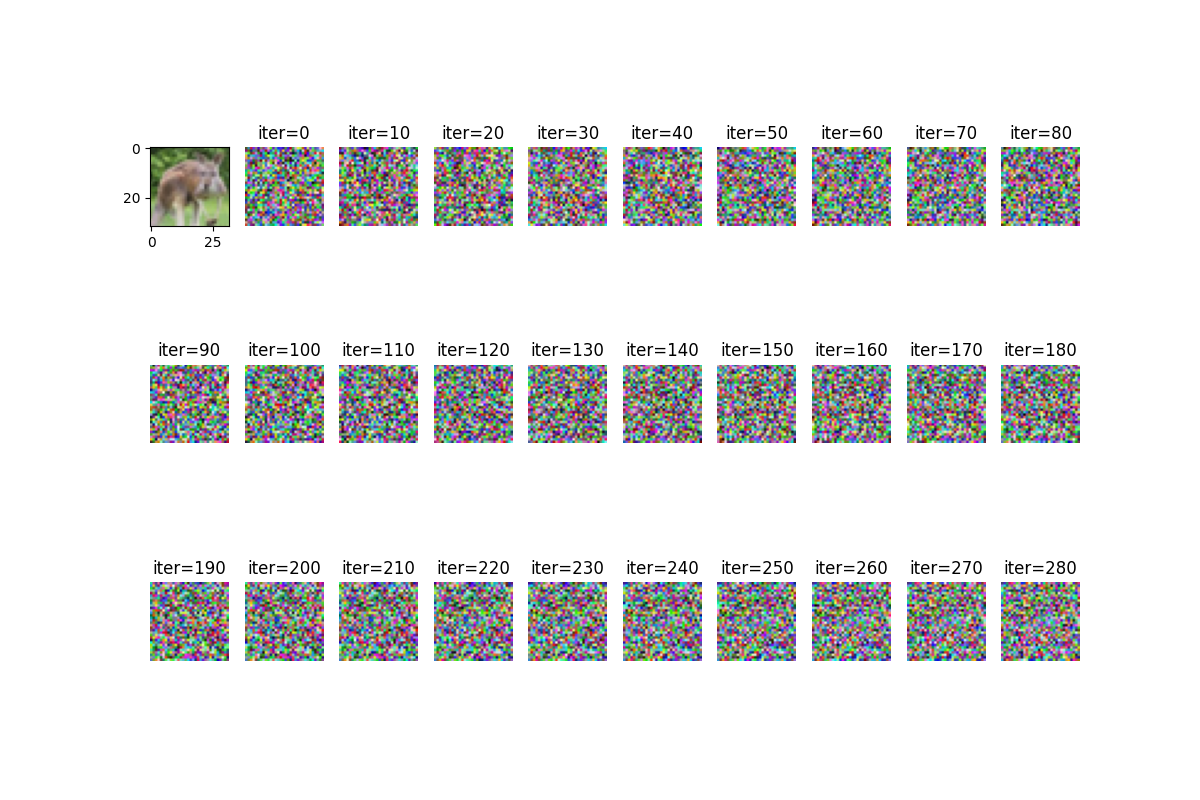 iter=0 iter=10 iter=20 iter=30 iter=40 iter=50 iter=60 iter=70 iter=80
0
20
0 25
iter=90 iter=100 iter=110 iter=120 iter=130 iter=140 iter=150 iter=160 iter=170 iter=180
iter=190 iter=200 iter=210 iter=220 iter=230 iter=240 iter=250 iter=260 iter=270 iter=280